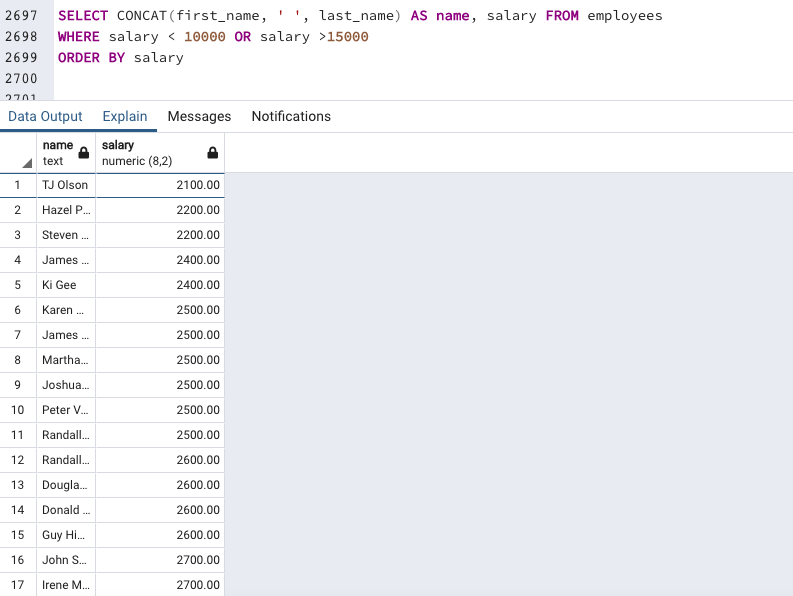 2697 SELECT CONCAT(first_name, ' ', last_name) AS name, salary FROM employees
2698 WHERE salary < 10000 OR salary >15000
2699 ORDER BY salary
2700
2701
Data Output Explain Messages Notifications
name salary
text numeric (8,2)
1 TJ Olson 2100.00
2 Hazel P... 2200.00
3 Steven ... 2200.00
4 James ... 2400.00
5 Ki Gee 2400.00
6 Karen ... 2500.00
7 James ... 2500.00
8 Martha... 2500.00
9 Joshua... 2500.00
10 Peter V... 2500.00
11 Randall... 2500.00
12 Randall... 2600.00
13 Dougla... 2600.00
14 Donald ... 2600.00
15 Guy Hi... 2600.00
16 John S... 2700.00
17 Irene M... 2700.00